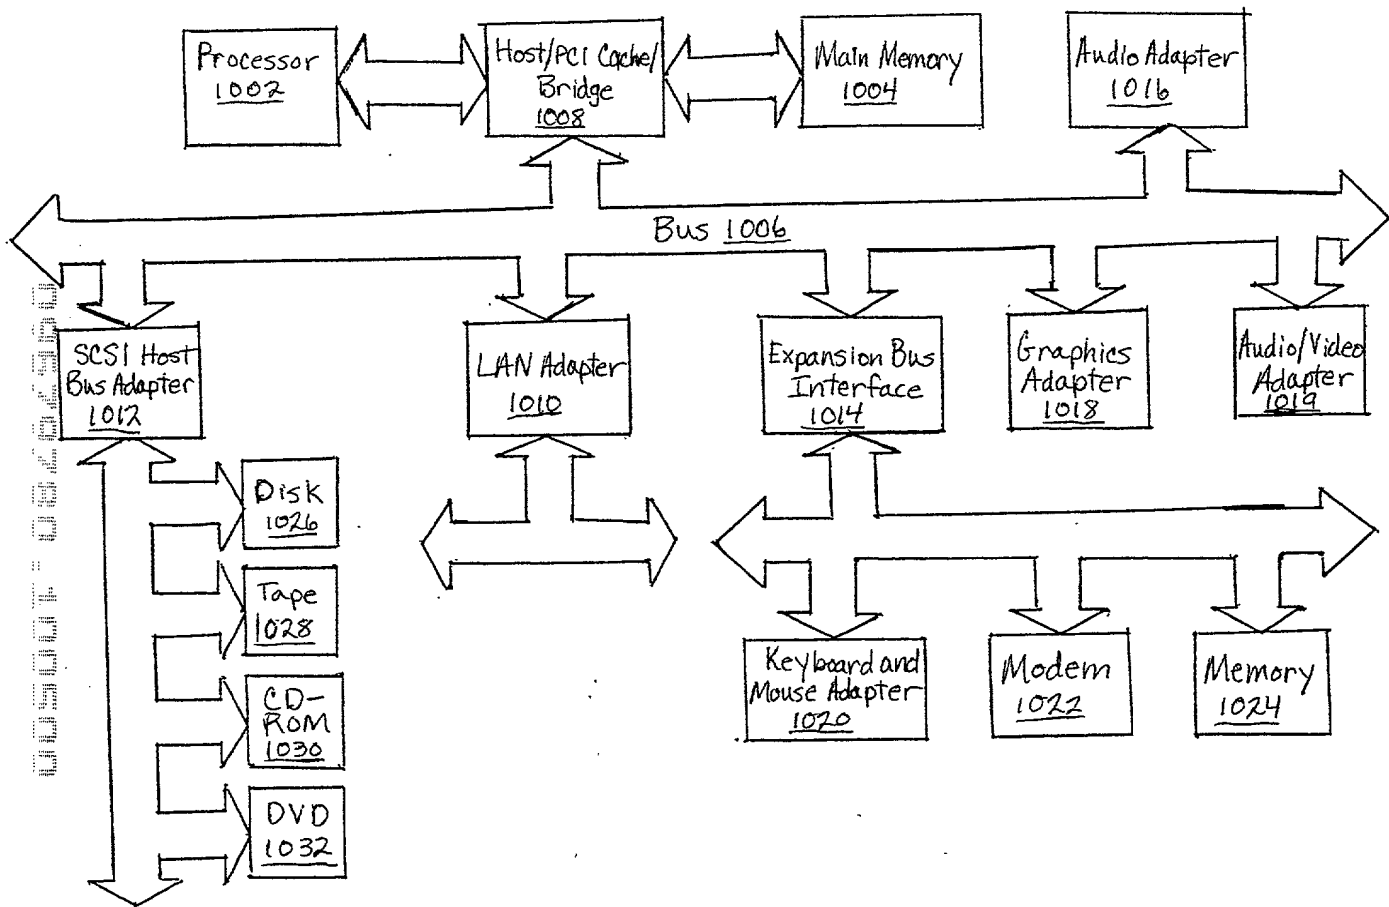 Processor
1002
Host/PCI Cache/
Bridge
1008
Main Memory
1004
Audio Adapter
1016
Bus 1006
SCSI Host
Bus Adapter
1012
LAN Adapter
1010
Expansion Bus
Interface
1014
Graphics
Adapter
1018
Audio/Video
Adapter
1019
Disk
1026
Tape
1028
CD-
ROM
1030
DVD
1032
Keyboard and
Mouse Adapter
1020
Modem
1022
Memory
1024